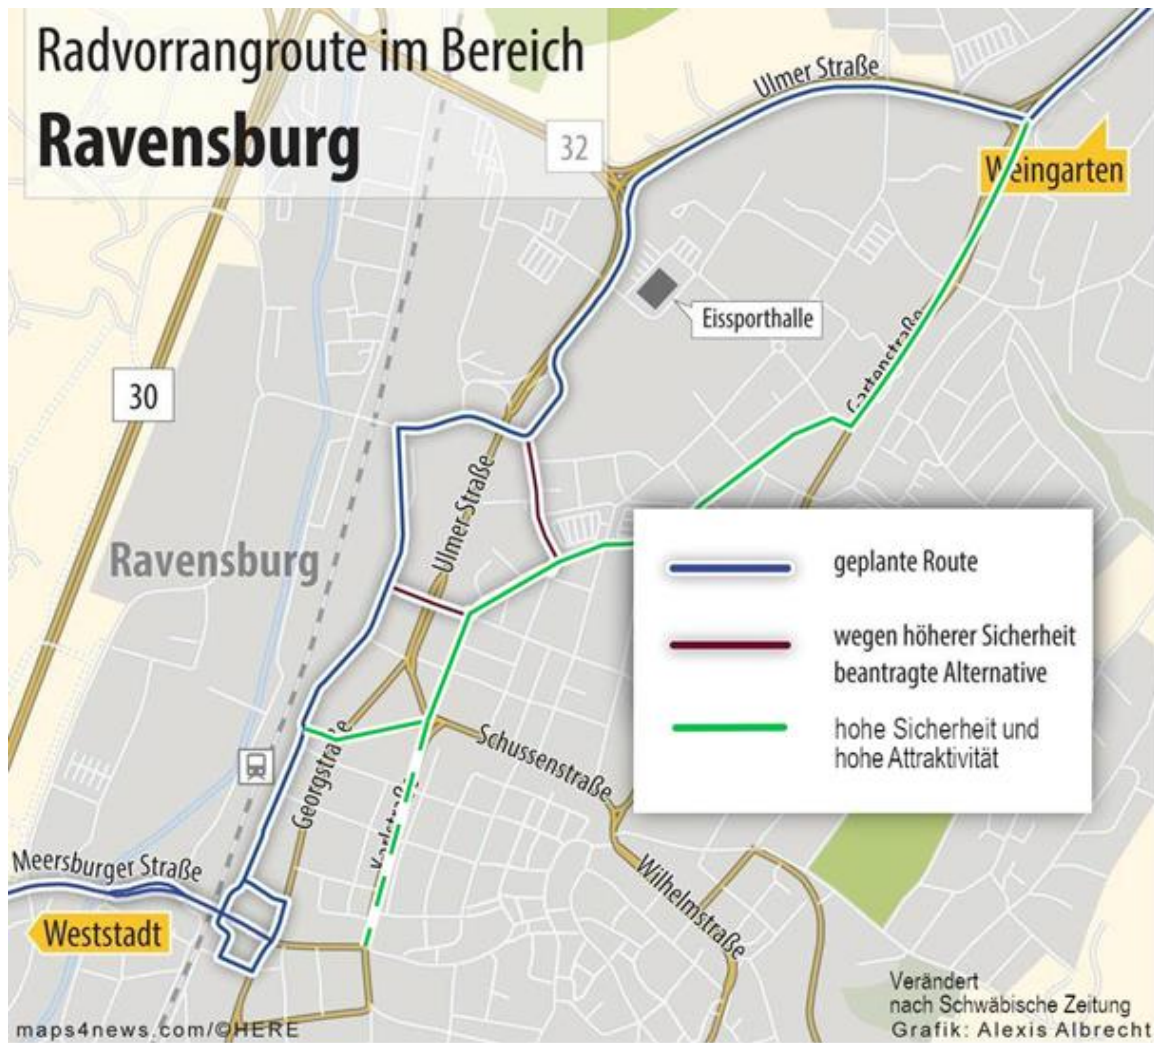 Radvorrangroute im Bereich
Ravensburg
Ulmer Straße
32
Weingarten
Eissporthalle
30
Gartenstraße
Ulmer Straße
Ravensburg
geplante Route
wegen höherer Sicherheit
beantragte Alternative
hohe Sicherheit und
hohe Attraktivität
Schussenstraße
Georgstraße
Karlstraße
Meersburger Straße
Wilhelmstraße
Weststadt
Verändert
nach Schwäbische Zeitung
Grafik: Alexis Albrecht
maps4news.com/©HERE